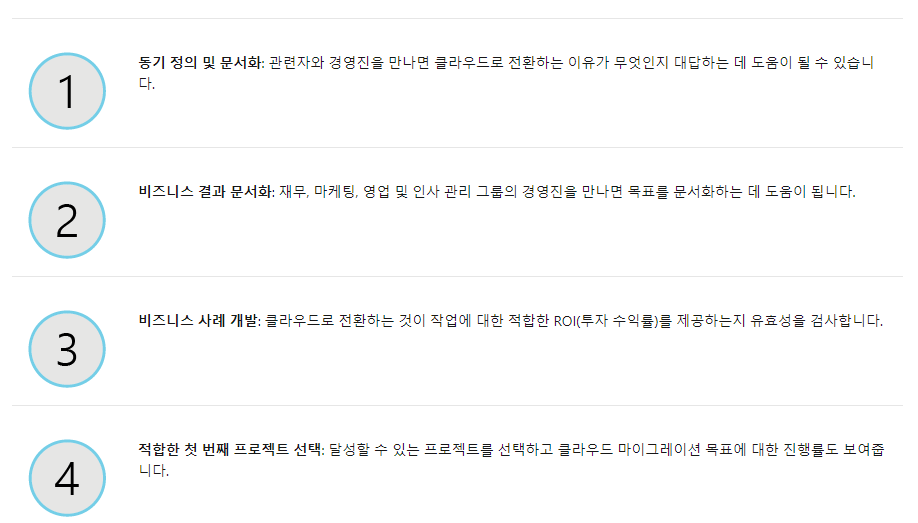 1
동기 정의 및 문서화: 관련자와 경영진을 만나면 클라우드로 전환하는 이유가 무엇인지 대답하는 데 도움이 될 수 있습니
다.
2
비즈니스 결과 문서화: 재무, 마케팅, 영업 및 인사 관리 그룹의 경영진을 만나면 목표를 문서화하는 데 도움이 됩니다.
3
비즈니스 사례 개발: 클라우드로 전환하는 것이 작업에 대한 적합한 ROI(투자 수익률)를 제공하는지 유효성을 검사합니다.
4
적합한 첫 번째 프로젝트 선택: 달성할 수 있는 프로젝트를 선택하고 클라우드 마이그레이션 목표에 대한 진행률도 보여줍
니다.